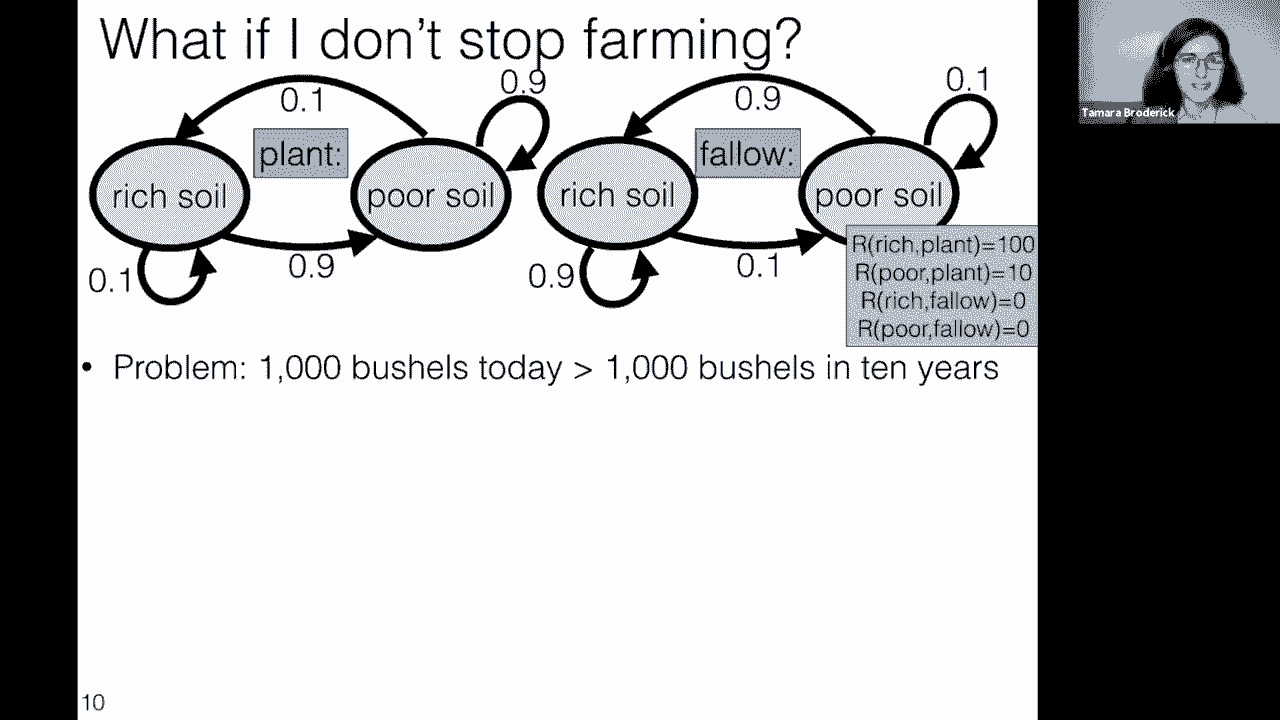 What if I don't stop farming?
0.1
0.9
0.9
0.1
plant:
fallow:
rich soil
poor soil
rich soil
poor soil
0.1
0.9
0.9
0.1
R(rich,plant)=100
R(poor,plant)=10
R(rich,fallow)=0
R(poor,fallow)=0
• Problem: 1,000 bushels today > 1,000 bushels in ten years
10
Tamara Broderick